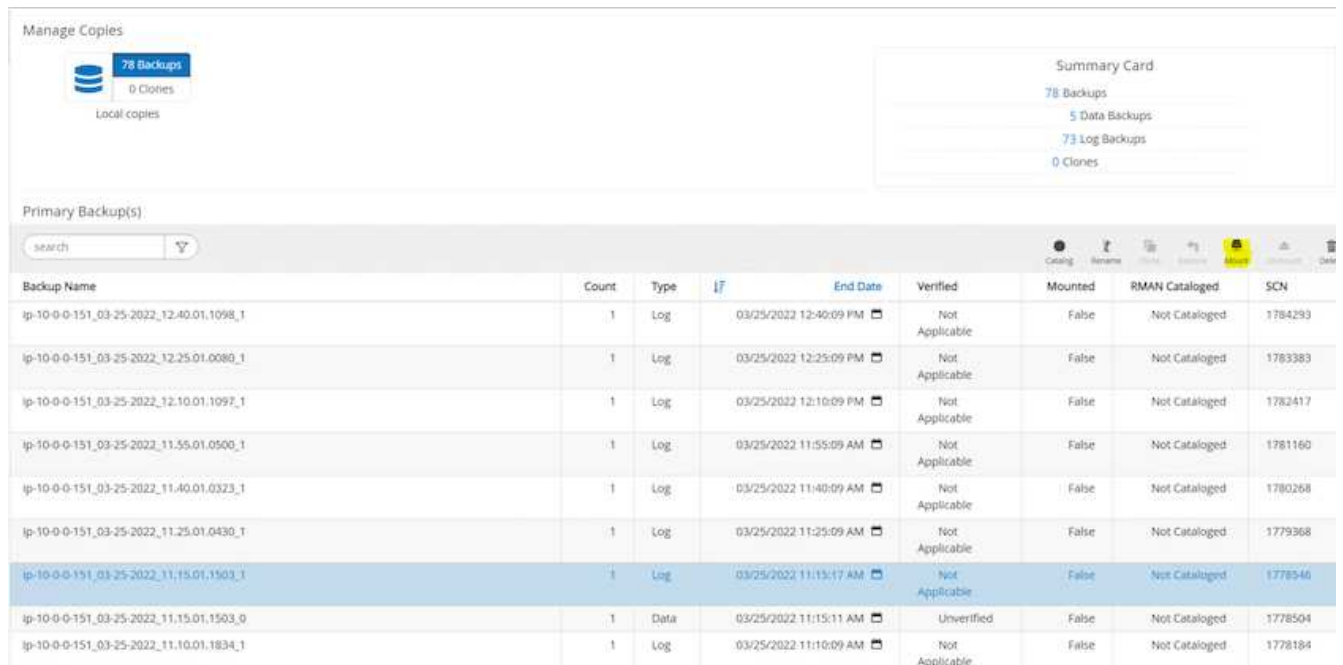 Manage Copies
78 Backups
0 Clones
Local copies
Summary Card
78 Backups
5 Data Backups
73 Log Backups
0 Clones
Primary Backup(s)
search
Catalog Rename Clone Restore Mount Unmount Dele
Backup Name Count Type End Date Verified Mounted RMAN Cataloged SCN
ip-10-0-0-151_03-25-2022_12.40.01.1098_1 1 Log 03/25/2022 12:40:09 PM Not Applicable False Not Cataloged 1784293
ip-10-0-0-151_03-25-2022_12.25.01.0080_1 1 Log 03/25/2022 12:25:09 PM Not Applicable False Not Cataloged 1783383
ip-10-0-0-151_03-25-2022_12.10.01.1097_1 1 Log 03/25/2022 12:10:09 PM Not Applicable False Not Cataloged 1782417
ip-10-0-0-151_03-25-2022_11.55.01.0500_1 1 Log 03/25/2022 11:55:09 AM Not Applicable False Not Cataloged 1781160
ip-10-0-0-151_03-25-2022_11.40.01.0323_1 1 Log 03/25/2022 11:40:09 AM Not Applicable False Not Cataloged 1780268
ip-10-0-0-151_03-25-2022_11.25.01.0430_1 1 Log 03/25/2022 11:25:09 AM Not Applicable False Not Cataloged 1779368
ip-10-0-0-151_03-25-2022_11.15.01.1503_1 1 Log 03/25/2022 11:15:17 AM Not Applicable False Not Cataloged 1778546
ip-10-0-0-151_03-25-2022_11.15.01.1503_0 1 Data 03/25/2022 11:15:11 AM Unverified False Not Cataloged 1778504
ip-10-0-0-151_03-25-2022_11.10.01.1834_1 1 Log 03/25/2022 11:10:09 AM Not Applicable False Not Cataloged 1778184